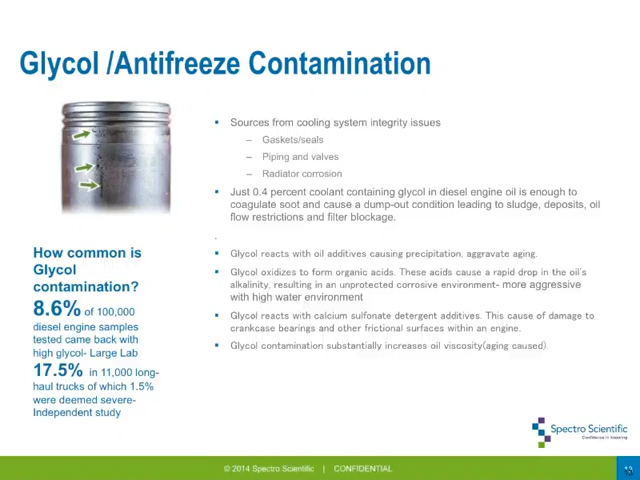 Glycol /Antifreeze Contamination
▪ Sources from cooling system integrity issues
– Gaskets/seals
– Piping and valves
– Radiator corrosion
▪ Just 0.4 percent coolant containing glycol in diesel engine oil is enough to
coagulate soot and cause a dump-out condition leading to sludge, deposits, oil
flow restrictions and filter blockage.
.
▪ Glycol reacts with oil additives causing precipitation, aggravate aging.
▪ Glycol oxidizes to form organic acids. These acids cause a rapid drop in the oil's
alkalinity, resulting in an unprotected corrosive environment- more aggressive
with high water environment
▪ Glycol reacts with calcium sulfonate detergent additives. This cause of damage to
crankcase bearings and other frictional surfaces within an engine.
▪ Glycol contamination substantially increases oil viscosity(aging caused).
How common is
Glycol
contamination?
8.6% of 100,000
diesel engine samples
tested came back with
high glycol- Large Lab
17.5% in 11,000 long-
haul trucks of which 1.5%
were deemed severe-
Independent study
Spectro Scientific
Confidence in knowing
© 2014 Spectro Scientific | CONFIDENTIAL